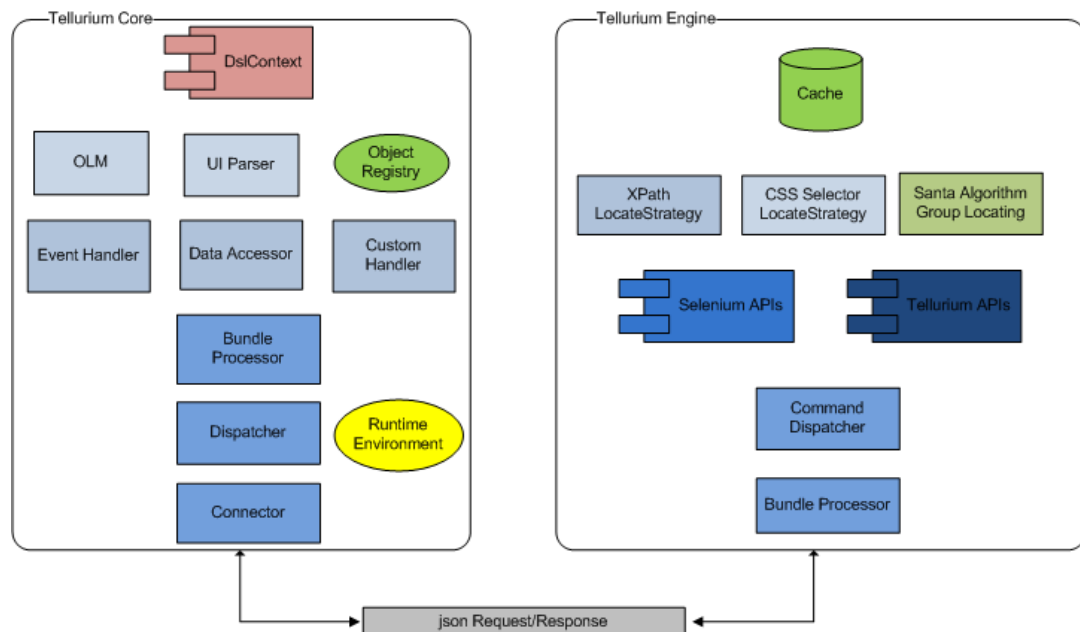 Tellurium Core
DslContext
OLM
UI Parser
Object
Registry
Event Handler
Data Accessor
Custom
Handler
Bundle
Processor
Dispatcher
Runtime
Environment
Connector
Tellurium Engine
Cache
XPath
LocateStrategy
CSS Selector
LocateStrategy
Santa Algorithm
Group Locating
Selenium APIs
Tellurium APIs
Command
Dispatcher
Bundle Processor
json Request/Response